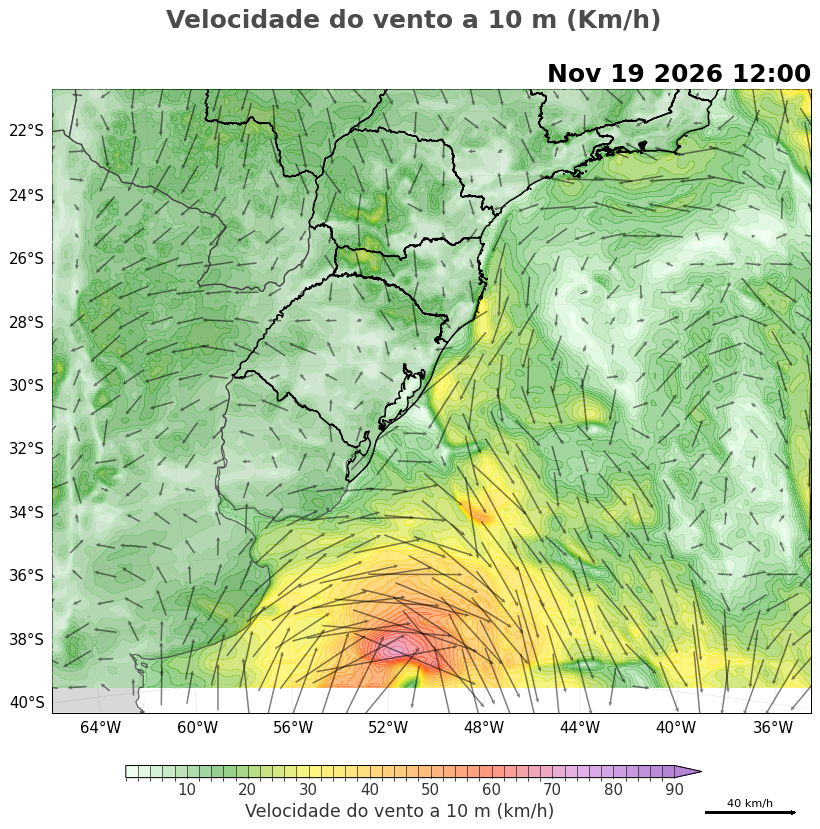 Velocidade do vento a 10 m (Km/h)
Nov 19 2026 12:00
22°S
24°S
26°S
28°S
30°S
32°S
34°S
36°S
38°S
40°S
64°W 60°W 56°W 52°W 48°W 44°W 40°W 36°W
10 20 30 40 50 60 70 80 90
Velocidade do vento a 10 m (km/h)
40 km/h